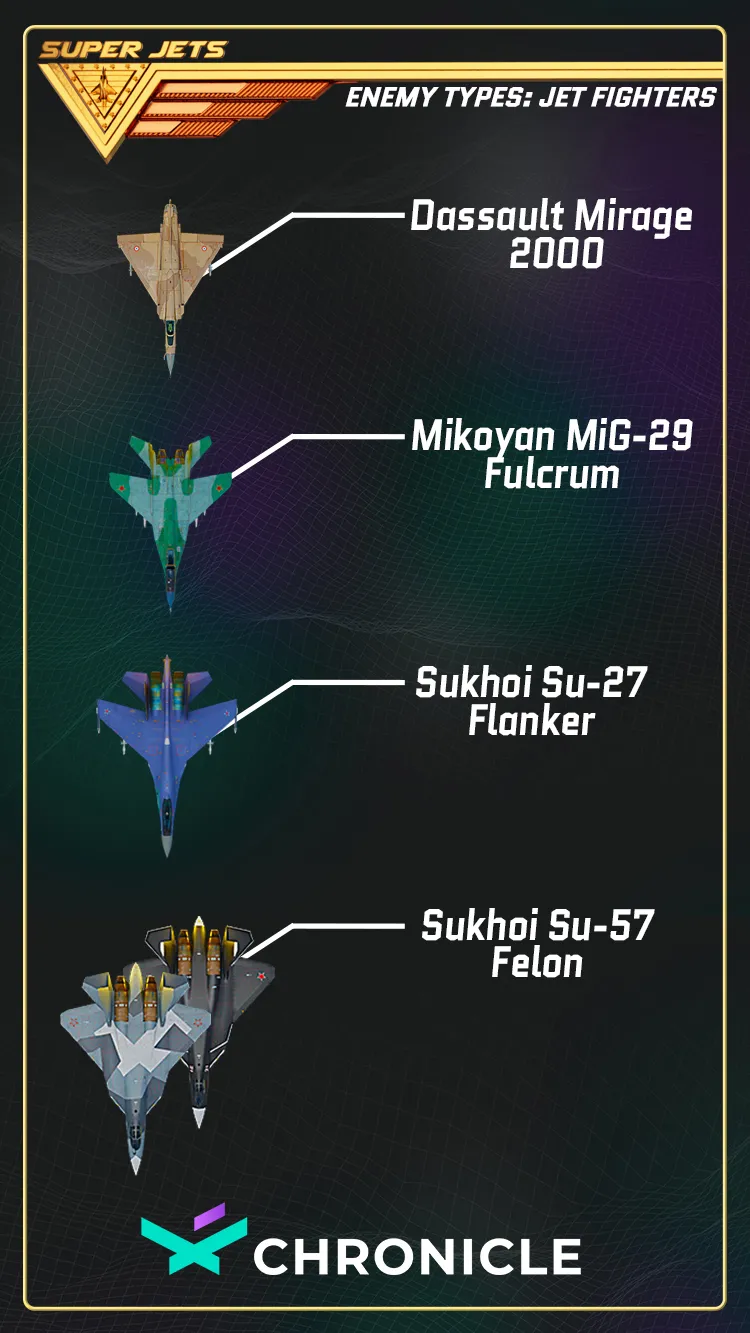 SUPER JETS
ENEMY TYPES: JET FIGHTERS
Dassault Mirage
2000
Mikoyan MiG-29
Fulcrum
Sukhoi Su-27
Flanker
Sukhoi Su-57
Felon
CHRONICLE